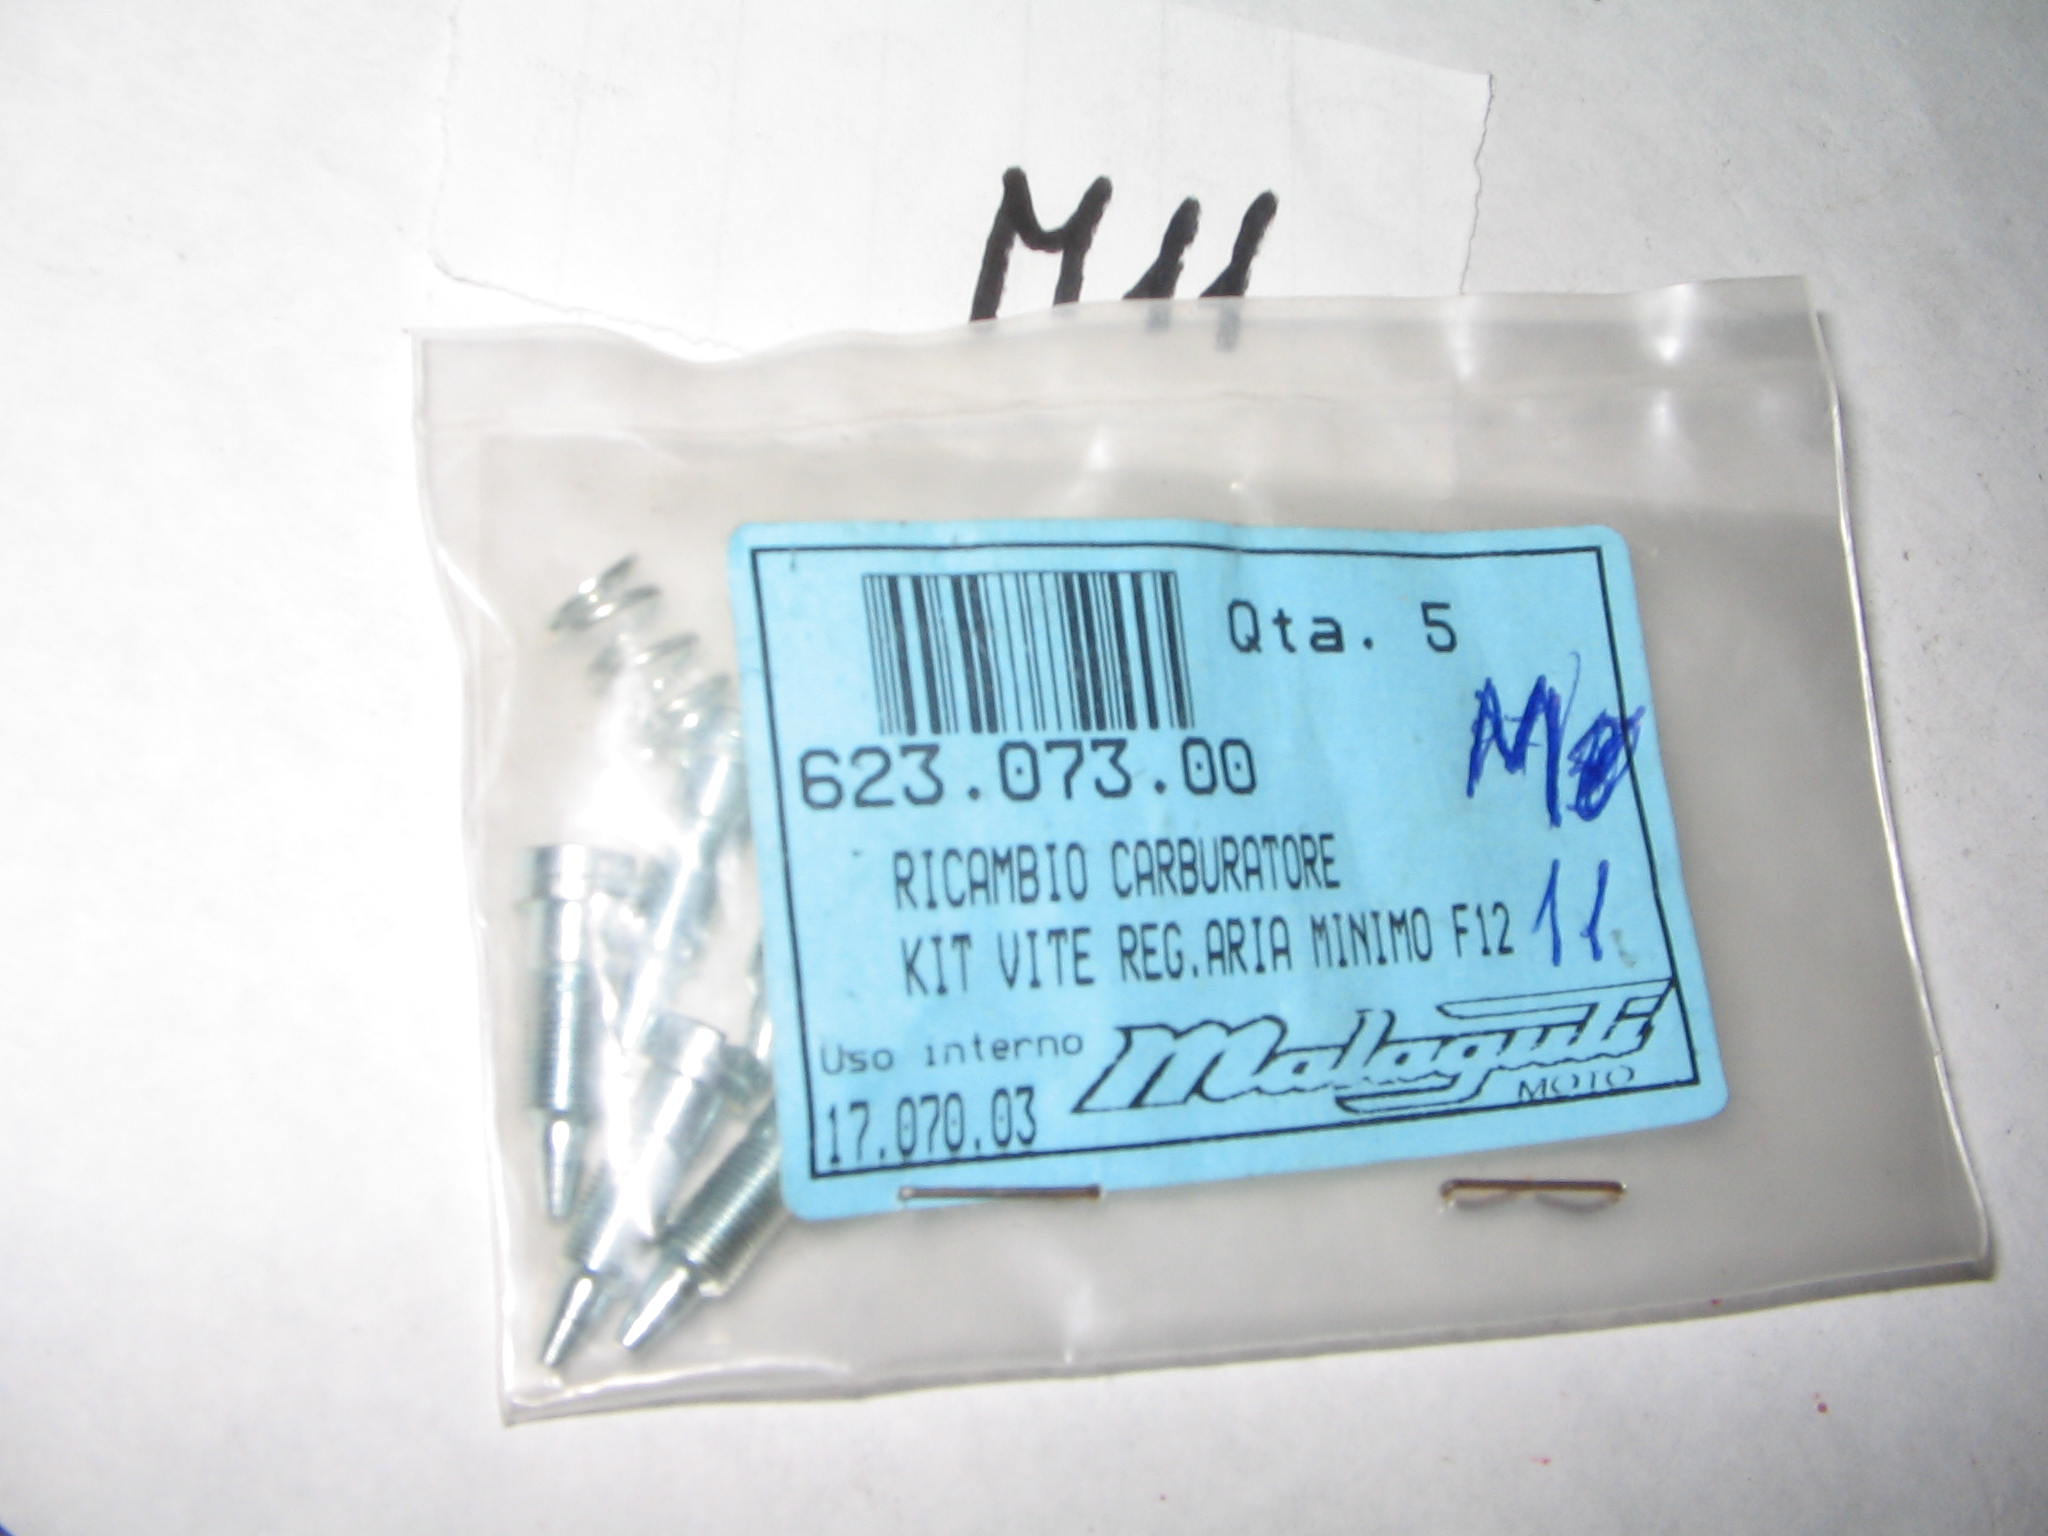 M11
Qta. 5
623.073.00
M
RICAMBIO CARBURATORE
KIT VITE REG.ARIA MINIMO F12
11
Uso interno
Malaguti
MOTO
17.070.03